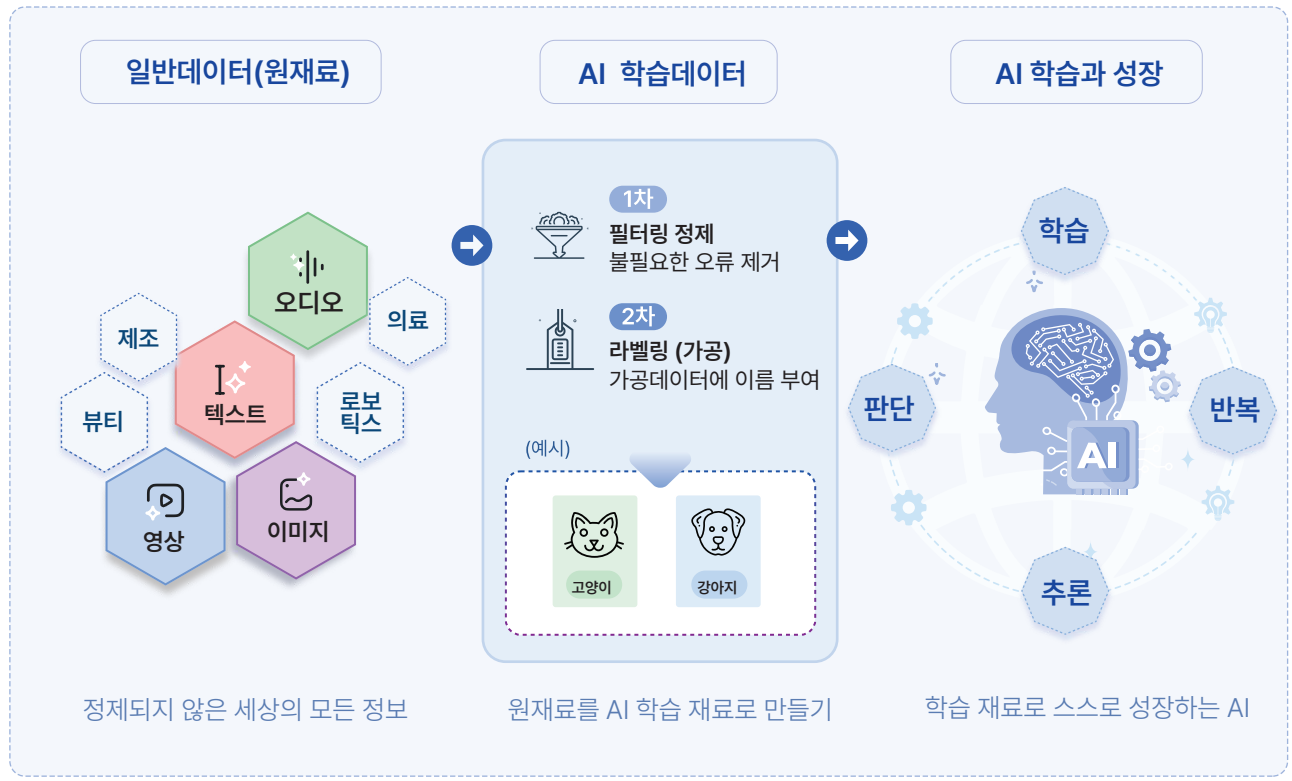 일반데이터(원재료)
AI 학습데이터
AI 학습과 성장
오디오
의료
제조
텍스트
로보
틱스
뷰티
영상
이미지
정제되지 않은 세상의 모든 정보
1차
필터링 정제
불필요한 오류 제거
2차
라벨링 (가공)
가공데이터에 이름 부여
(예시)
고양이
강아지
원재료를 AI 학습 재료로 만들기
학습
판단
반복
AI
추론
학습 재료로 스스로 성장하는 AI